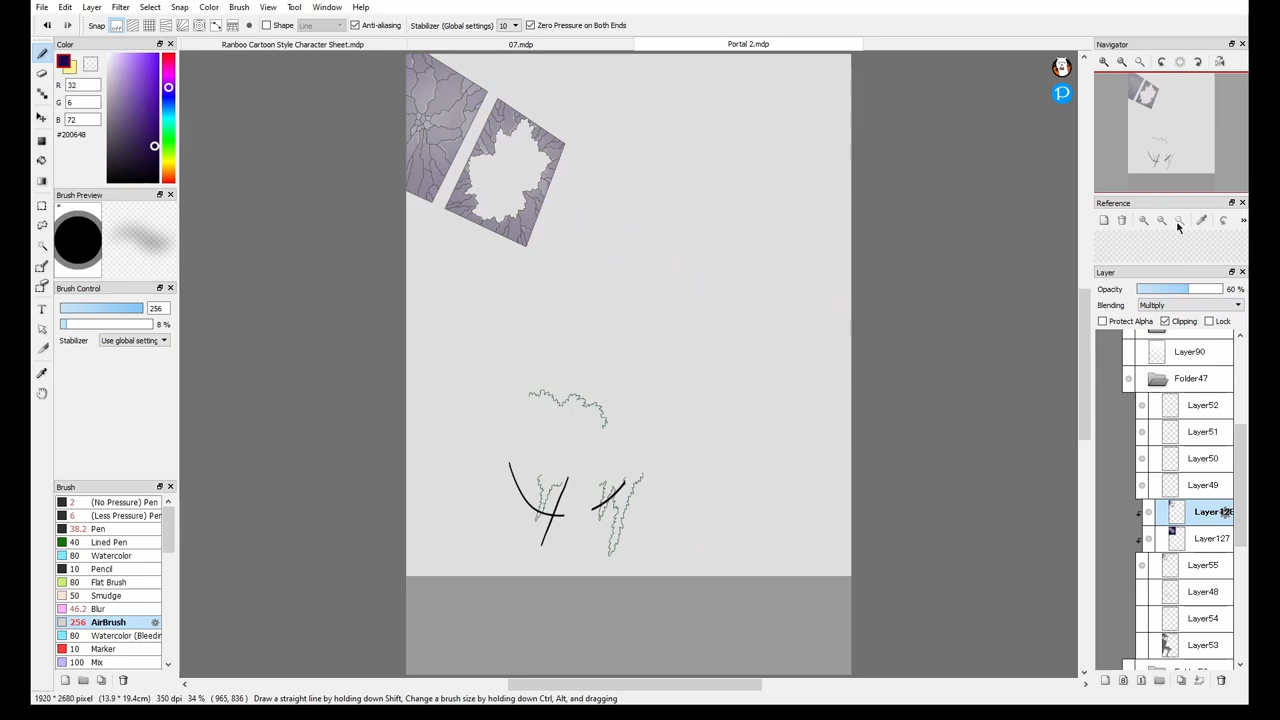 File Edit Layer Filter Select Snap Color Brush View Tool Window Help
Snap off Shape Line Anti-aliasing Stabilizer (Global settings) 10 Zero Pressure on Both Ends
Ranboo Cartoon Style Character Sheet.mdp 07.mdp Portal 2.mdp
Color
R 32
G 6
B 72
#200648
Brush Preview
*
Brush Control
256
8 %
Stabilizer Use global setting
Brush
2 (No Pressure) Pen
6 (Less Pressure) Pen
38.2 Pen
40 Lined Pen
80 Watercolor
10 Pencil
80 Flat Brush
50 Smudge
46.2 Blur
256 AirBrush
80 Watercolor (Bleedin
10 Marker
100 Mix
Navigator
Reference
Layer
Opacity 60 %
Blending Multiply
Protect Alpha Clipping Lock
Layer90
Folder47
Layer52
Layer51
Layer50
Layer49
Layer128
Layer127
Layer55
Layer48
Layer54
Layer53
1920 * 2680 pixel (13.9 * 19.4cm) 350 dpi 34 % ( 965, 836 ) Draw a straight line by holding down Shift, Change a brush size by holding down Ctrl, Alt, and dragging